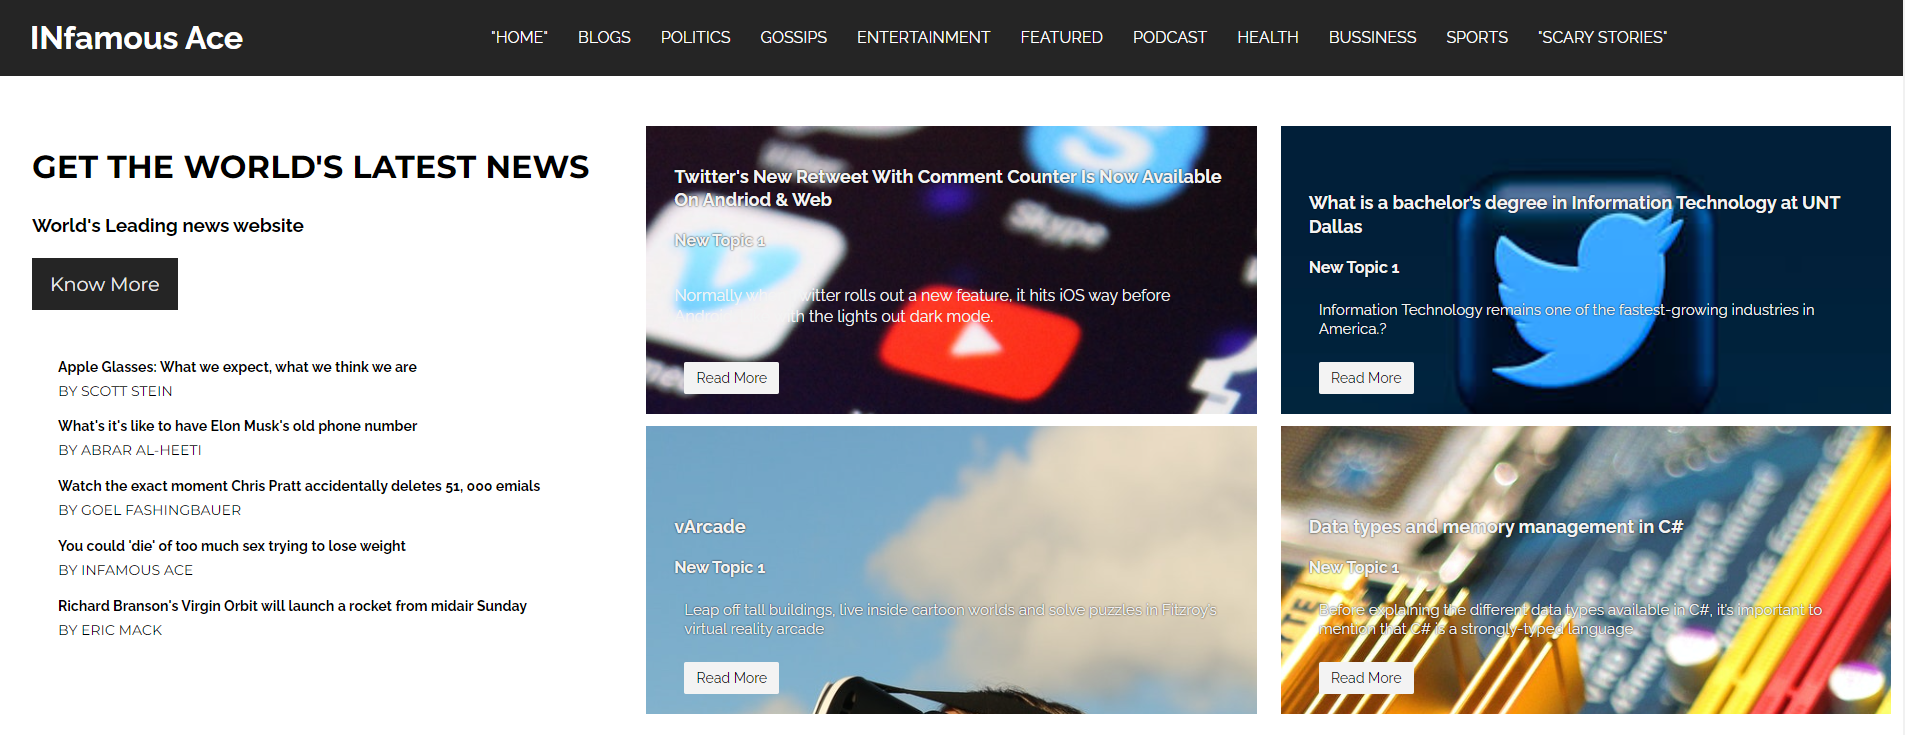 INfamous Ace
"HOME" BLOGS POLITICS GOSSIPS ENTERTAINMENT FEATURED PODCAST HEALTH BUSSINESS SPORTS "SCARY STORIES"
GET THE WORLD'S LATEST NEWS
World's Leading news website
Know More
Apple Glasses: What we expect, what we think we are
BY SCOTT STEIN
What's it's like to have Elon Musk's old phone number
BY ABRAR AL-HEETI
Watch the exact moment Chris Pratt accidentally deletes 51, 000 emials
BY GOEL FASHINGBAUER
You could 'die' of too much sex trying to lose weight
BY INFAMOUS ACE
Richard Branson's Virgin Orbit will launch a rocket from midair Sunday
BY ERIC MACK
Twitter's New Retweet With Comment Counter Is Now Available
On Andriod & Web
New Topic 1
Normally when Twitter rolls out a new feature, it hits iOS way before
the lights out dark mode.
Read More
Skype
What is a bachelor's degree in Information Technology at UNT
Dallas
New Topic 1
Information Technology remains one of the fastest-growing industries in
America.?
Read More
vArcade
New Topic 1
Leap off tall buildings, live inside cartoon worlds and solve puzzles in Fitzroy's
virtual reality arcade
Read More
Data types and memory management in C#
New Topic 1
Before explaining the different data types available in C#, it's important to
mention that C# is a strongly-typed language
Read More